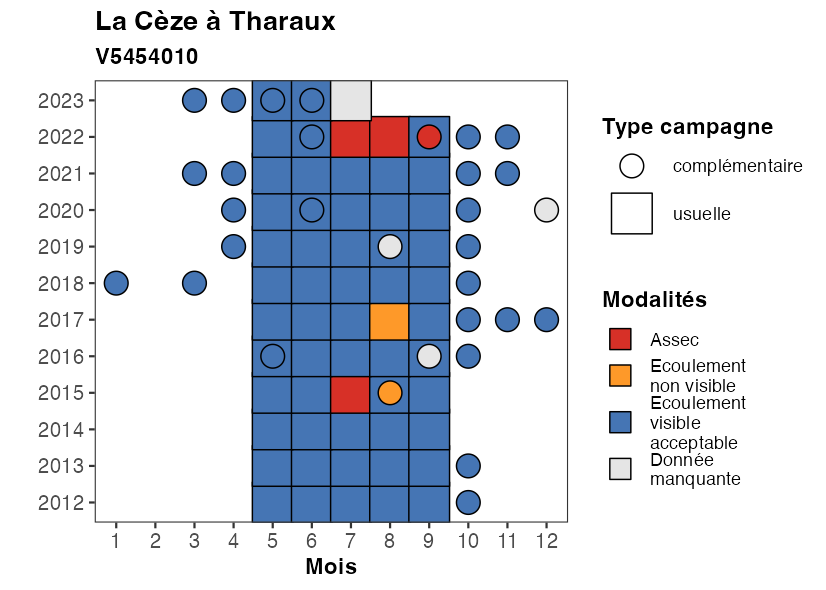 La Cèze à Tharaux
V5454010
2023
2022
2021
2020
2019
2018
2017
2016
2015
2014
2013
2012
1 2 3 4 5 6 7 8 9 10 11 12
Mois
Type campagne
complémentaire
usuelle
Modalités
Assec
Ecoulement
non visible
Ecoulement
visible
acceptable
Donnée
manquante